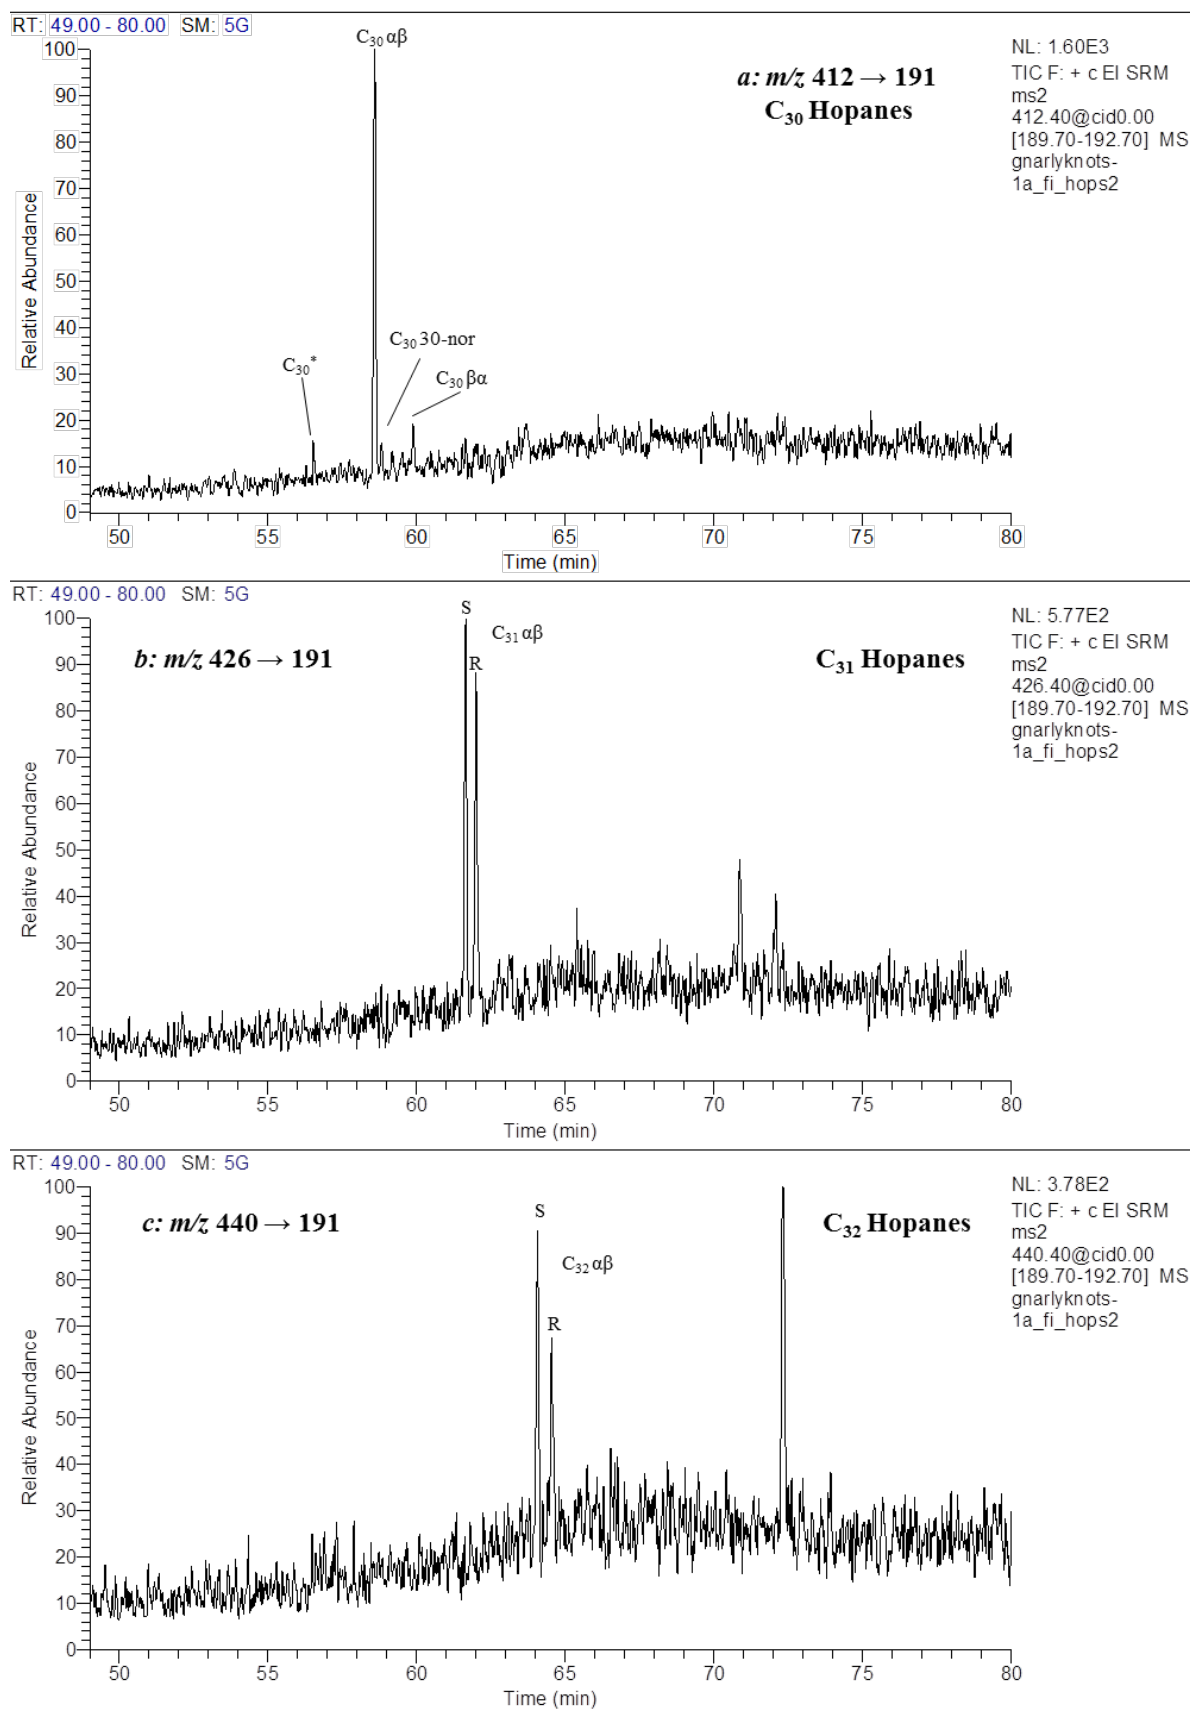 RT: 49.00 - 80.00 SM: 5G
C₃₀ αβ
a: m/z 412 → 191
C₃₀ Hopanes
NL: 1.60E3
TIC F: + c EI SRM
ms2
412.40@cid0.00
[189.70-192.70] MS
gnarlyknots-
1a_fi_hops2
100
90
80
70
60
50
40
30
20
10
0
Relative Abundance
C₃₀*
C₃₀ 30-nor
C₃₀ βα
50 55 60 65 70 75 80
Time (min)
RT: 49.00 - 80.00 SM: 5G
S
C₃₁ αβ
R
b: m/z 426 → 191
C₃₁ Hopanes
NL: 5.77E2
TIC F: + c EI SRM
ms2
426.40@cid0.00
[189.70-192.70] MS
gnarlyknots-
1a_fi_hops2
100
90
80
70
60
50
40
30
20
10
0
Relative Abundance
50 55 60 65 70 75 80
Time (min)
RT: 49.00 - 80.00 SM: 5G
c: m/z 440 → 191
S
C₃₂ αβ
R
C₃₂ Hopanes
NL: 3.78E2
TIC F: + c EI SRM
ms2
440.40@cid0.00
[189.70-192.70] MS
gnarlyknots-
1a_fi_hops2
100
90
80
70
60
50
40
30
20
10
0
Relative Abundance
50 55 60 65 70 75 80
Time (min)